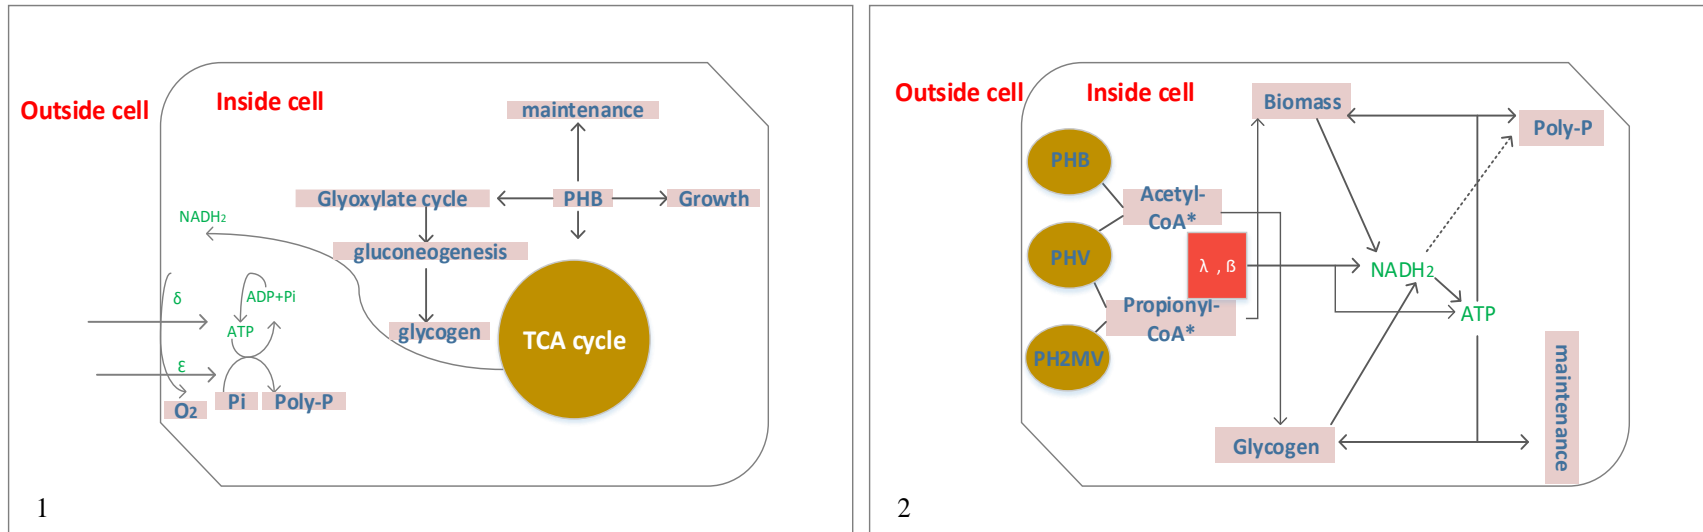 Outside cell
Inside cell
maintenance
Glyoxylate cycle
PHB
Growth
NADH2
gluconeogenesis
δ
ADP+Pi
ATP
glycogen
TCA cycle
ε
O2
Pi
Poly-P
1
Outside cell
Inside cell
Biomass
Poly-P
PHB
Acetyl-
CoA*
PHV
λ , ß
NADH2
Propionyl-
CoA*
ATP
PH2MV
maintenance
Glycogen
2